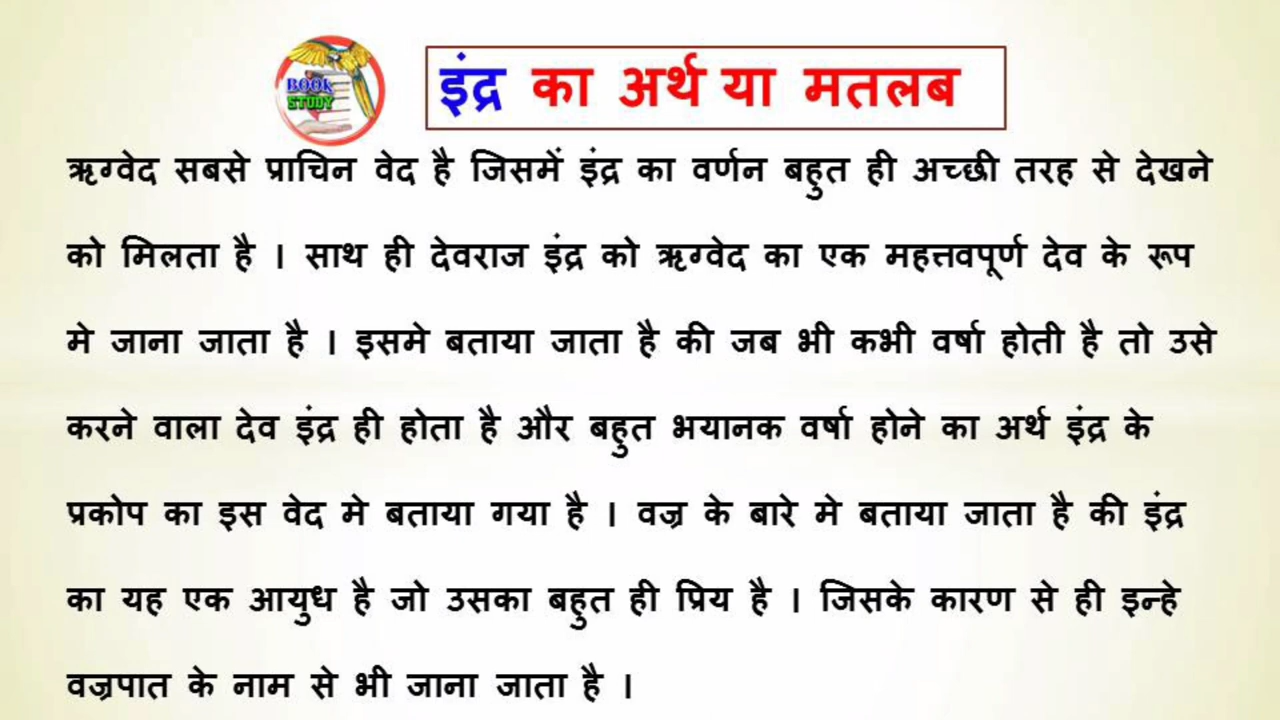 BOOK
STUDY
इंद्र का अर्थ या मतलब
ऋग्वेद सबसे प्राचिन वेद है जिसमें इंद्र का वर्णन बहुत ही अच्छी तरह से देखने
को मिलता है । साथ ही देवराज इंद्र को ऋग्वेद का एक महत्तवपूर्ण देव के रूप
मे जाना जाता है । इसमे बताया जाता है की जब भी कभी वर्षा होती है तो उसे
करने वाला देव इंद्र ही होता है और बहुत भयानक वर्षा होने का अर्थ इंद्र के
प्रकोप का इस वेद मे बताया गया है । वज्र के बारे मे बताया जाता है की इंद्र
का यह एक आयुध है जो उसका बहुत ही प्रिय है । जिसके कारण से ही इन्हे
वज्रपात के नाम से भी जाना जाता है ।